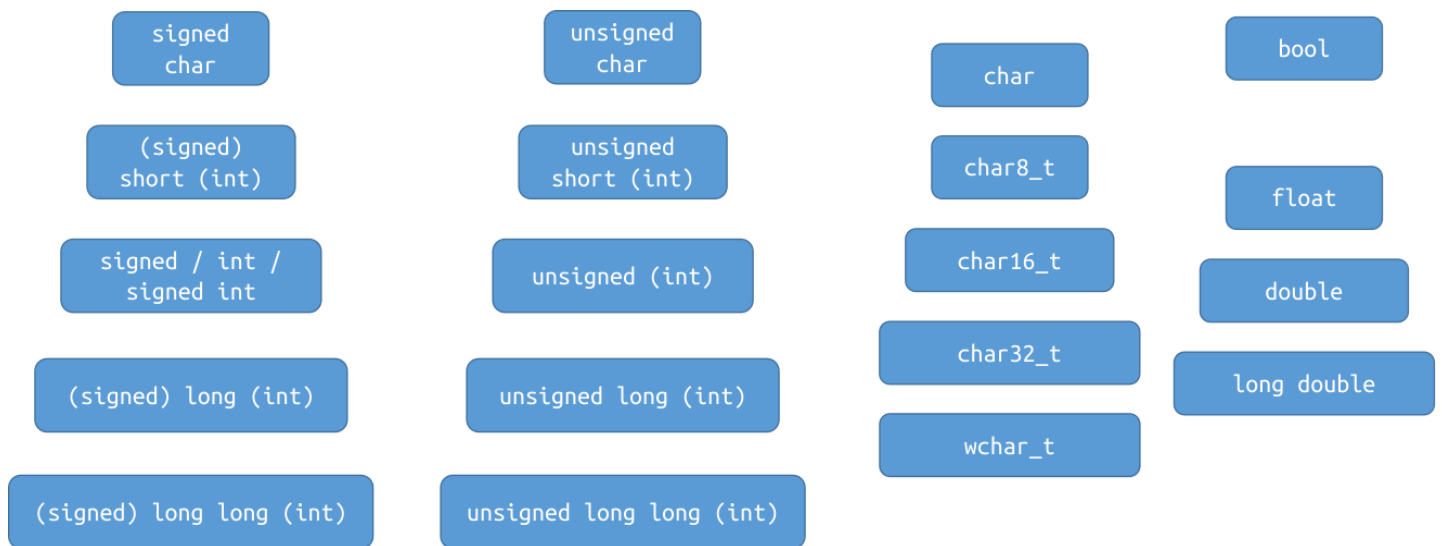 signed
char
(signed)
short (int)
signed / int /
signed int
(signed) long (int)
(signed) long long (int)
unsigned
char
unsigned
short (int)
unsigned (int)
unsigned long (int)
unsigned long long (int)
char
char8_t
char16_t
char32_t
wchar_t
bool
float
double
long double